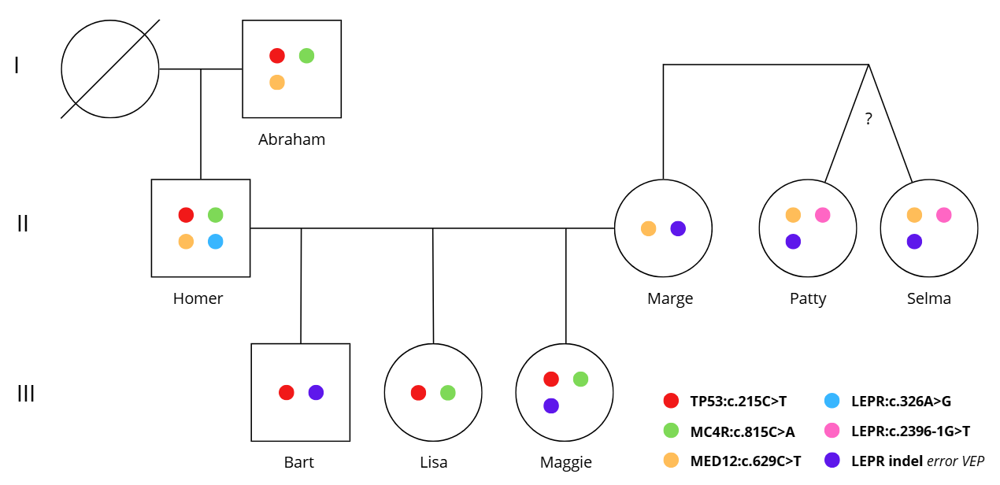 I
Abraham
?
II
Homer
Marge
Patty
Selma
III
Bart
Lisa
Maggie
TP53:c.215C>T
LEPR:c.326A>G
MC4R:c.815C>A
LEPR:c.2396-1G>T
MED12:c.629C>T
LEPR indel error VEP